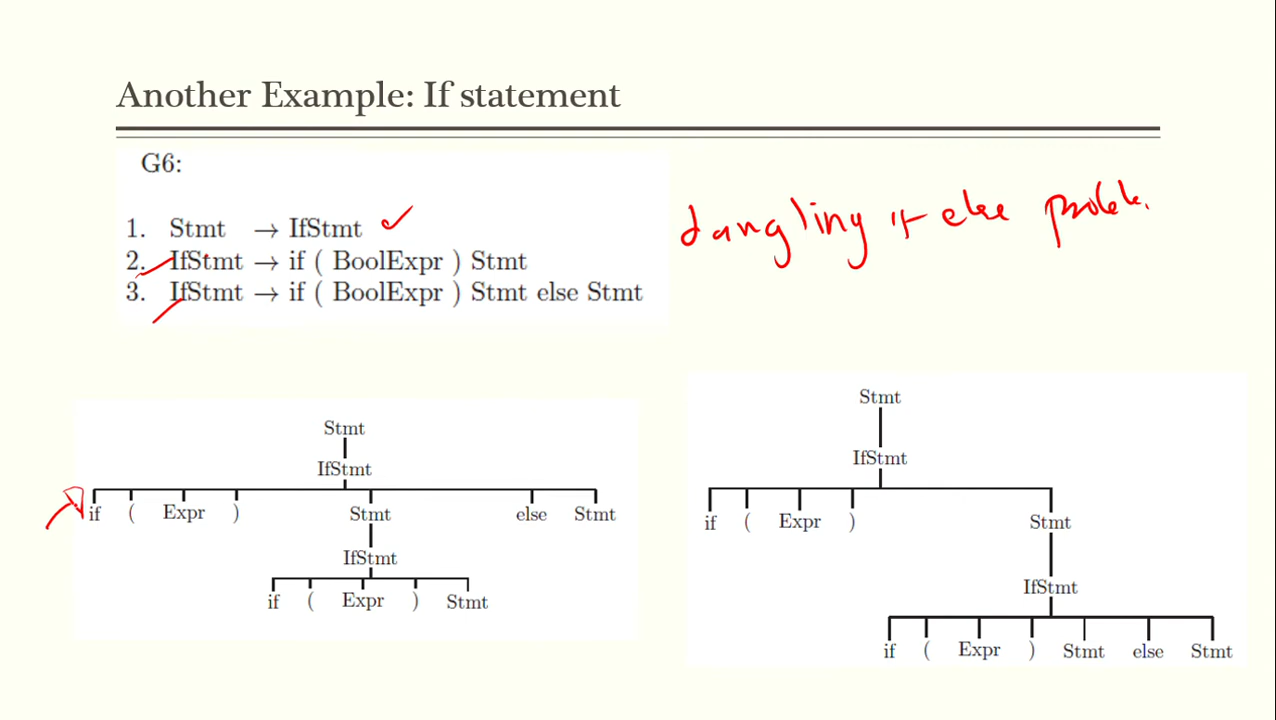 Another Example: If statement
G6:
1. Stmt → IfStmt
2. IfStmt → if ( BoolExpr ) Stmt
3. IfStmt → if ( BoolExpr ) Stmt else Stmt
dangling if else
Stmt
IfStmt
if ( Expr ) Stmt else Stmt
IfStmt
if ( Expr ) Stmt
Stmt
IfStmt
if ( Expr ) Stmt
IfStmt
if ( Expr ) Stmt else Stmt